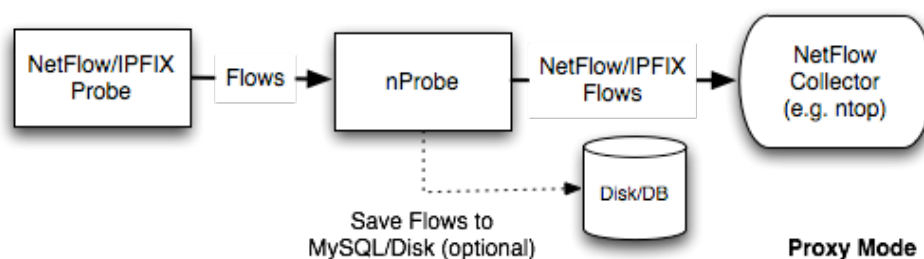 NetFlow/IPFIX
Probe
Flows
nProbe
NetFlow/IPFIX
Flows
NetFlow
Collector
(e.g. ntop)
Disk/DB
Save Flows to
MySQL/Disk (optional)
Proxy Mode